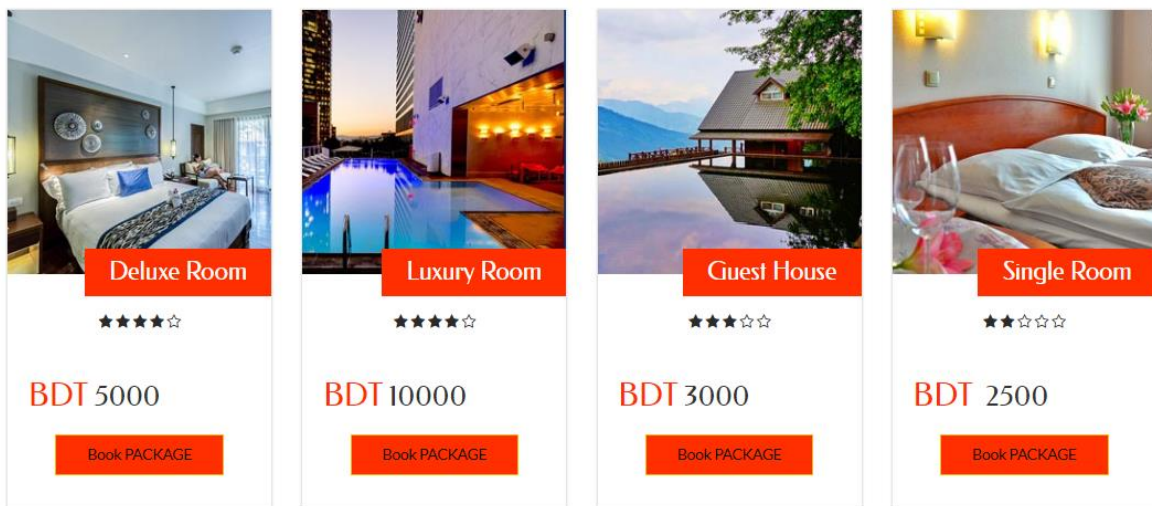 Deluxe Room
Luxury Room
Guest House
Single Room
BDT 5000
BDT 10000
BDT 3000
BDT 2500
Book PACKAGE
Book PACKAGE
Book PACKAGE
Book PACKAGE